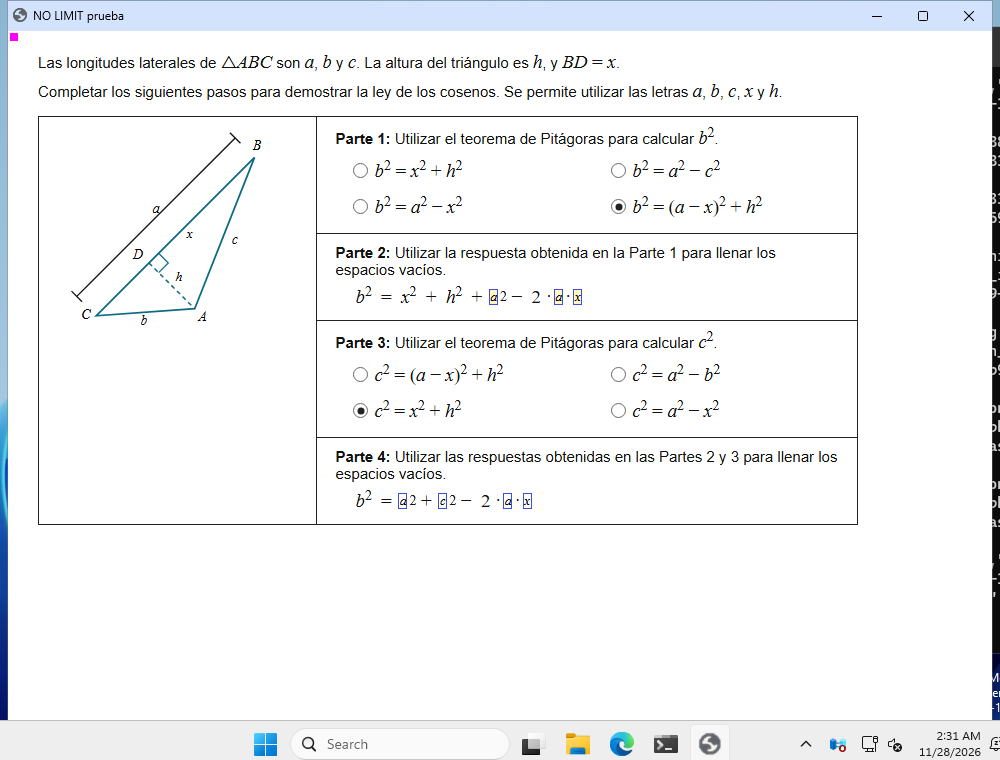 NO LIMIT prueba
Las longitudes laterales de △ABC son a, b y c. La altura del triángulo es h, y BD = x.
Completar los siguientes pasos para demostrar la ley de los cosenos. Se permite utilizar las letras a, b, c, x y h.
B
a
x
c
D
h
C
b
A
Parte 1: Utilizar el teorema de Pitágoras para calcular b².
b² = x² + h²
b² = a² − c²
b² = a² − x²
b² = (a − x)² + h²
Parte 2: Utilizar la respuesta obtenida en la Parte 1 para llenar los
espacios vacíos.
b² = x² + h² + a2 − 2 · a · x
Parte 3: Utilizar el teorema de Pitágoras para calcular c².
c² = (a − x)² + h²
c² = a² − b²
c² = x² + h²
c² = a² − x²
Parte 4: Utilizar las respuestas obtenidas en las Partes 2 y 3 para llenar los
espacios vacíos.
b² = a2 + c2 − 2 · a · x
Search
2:31 AM
11/28/2026